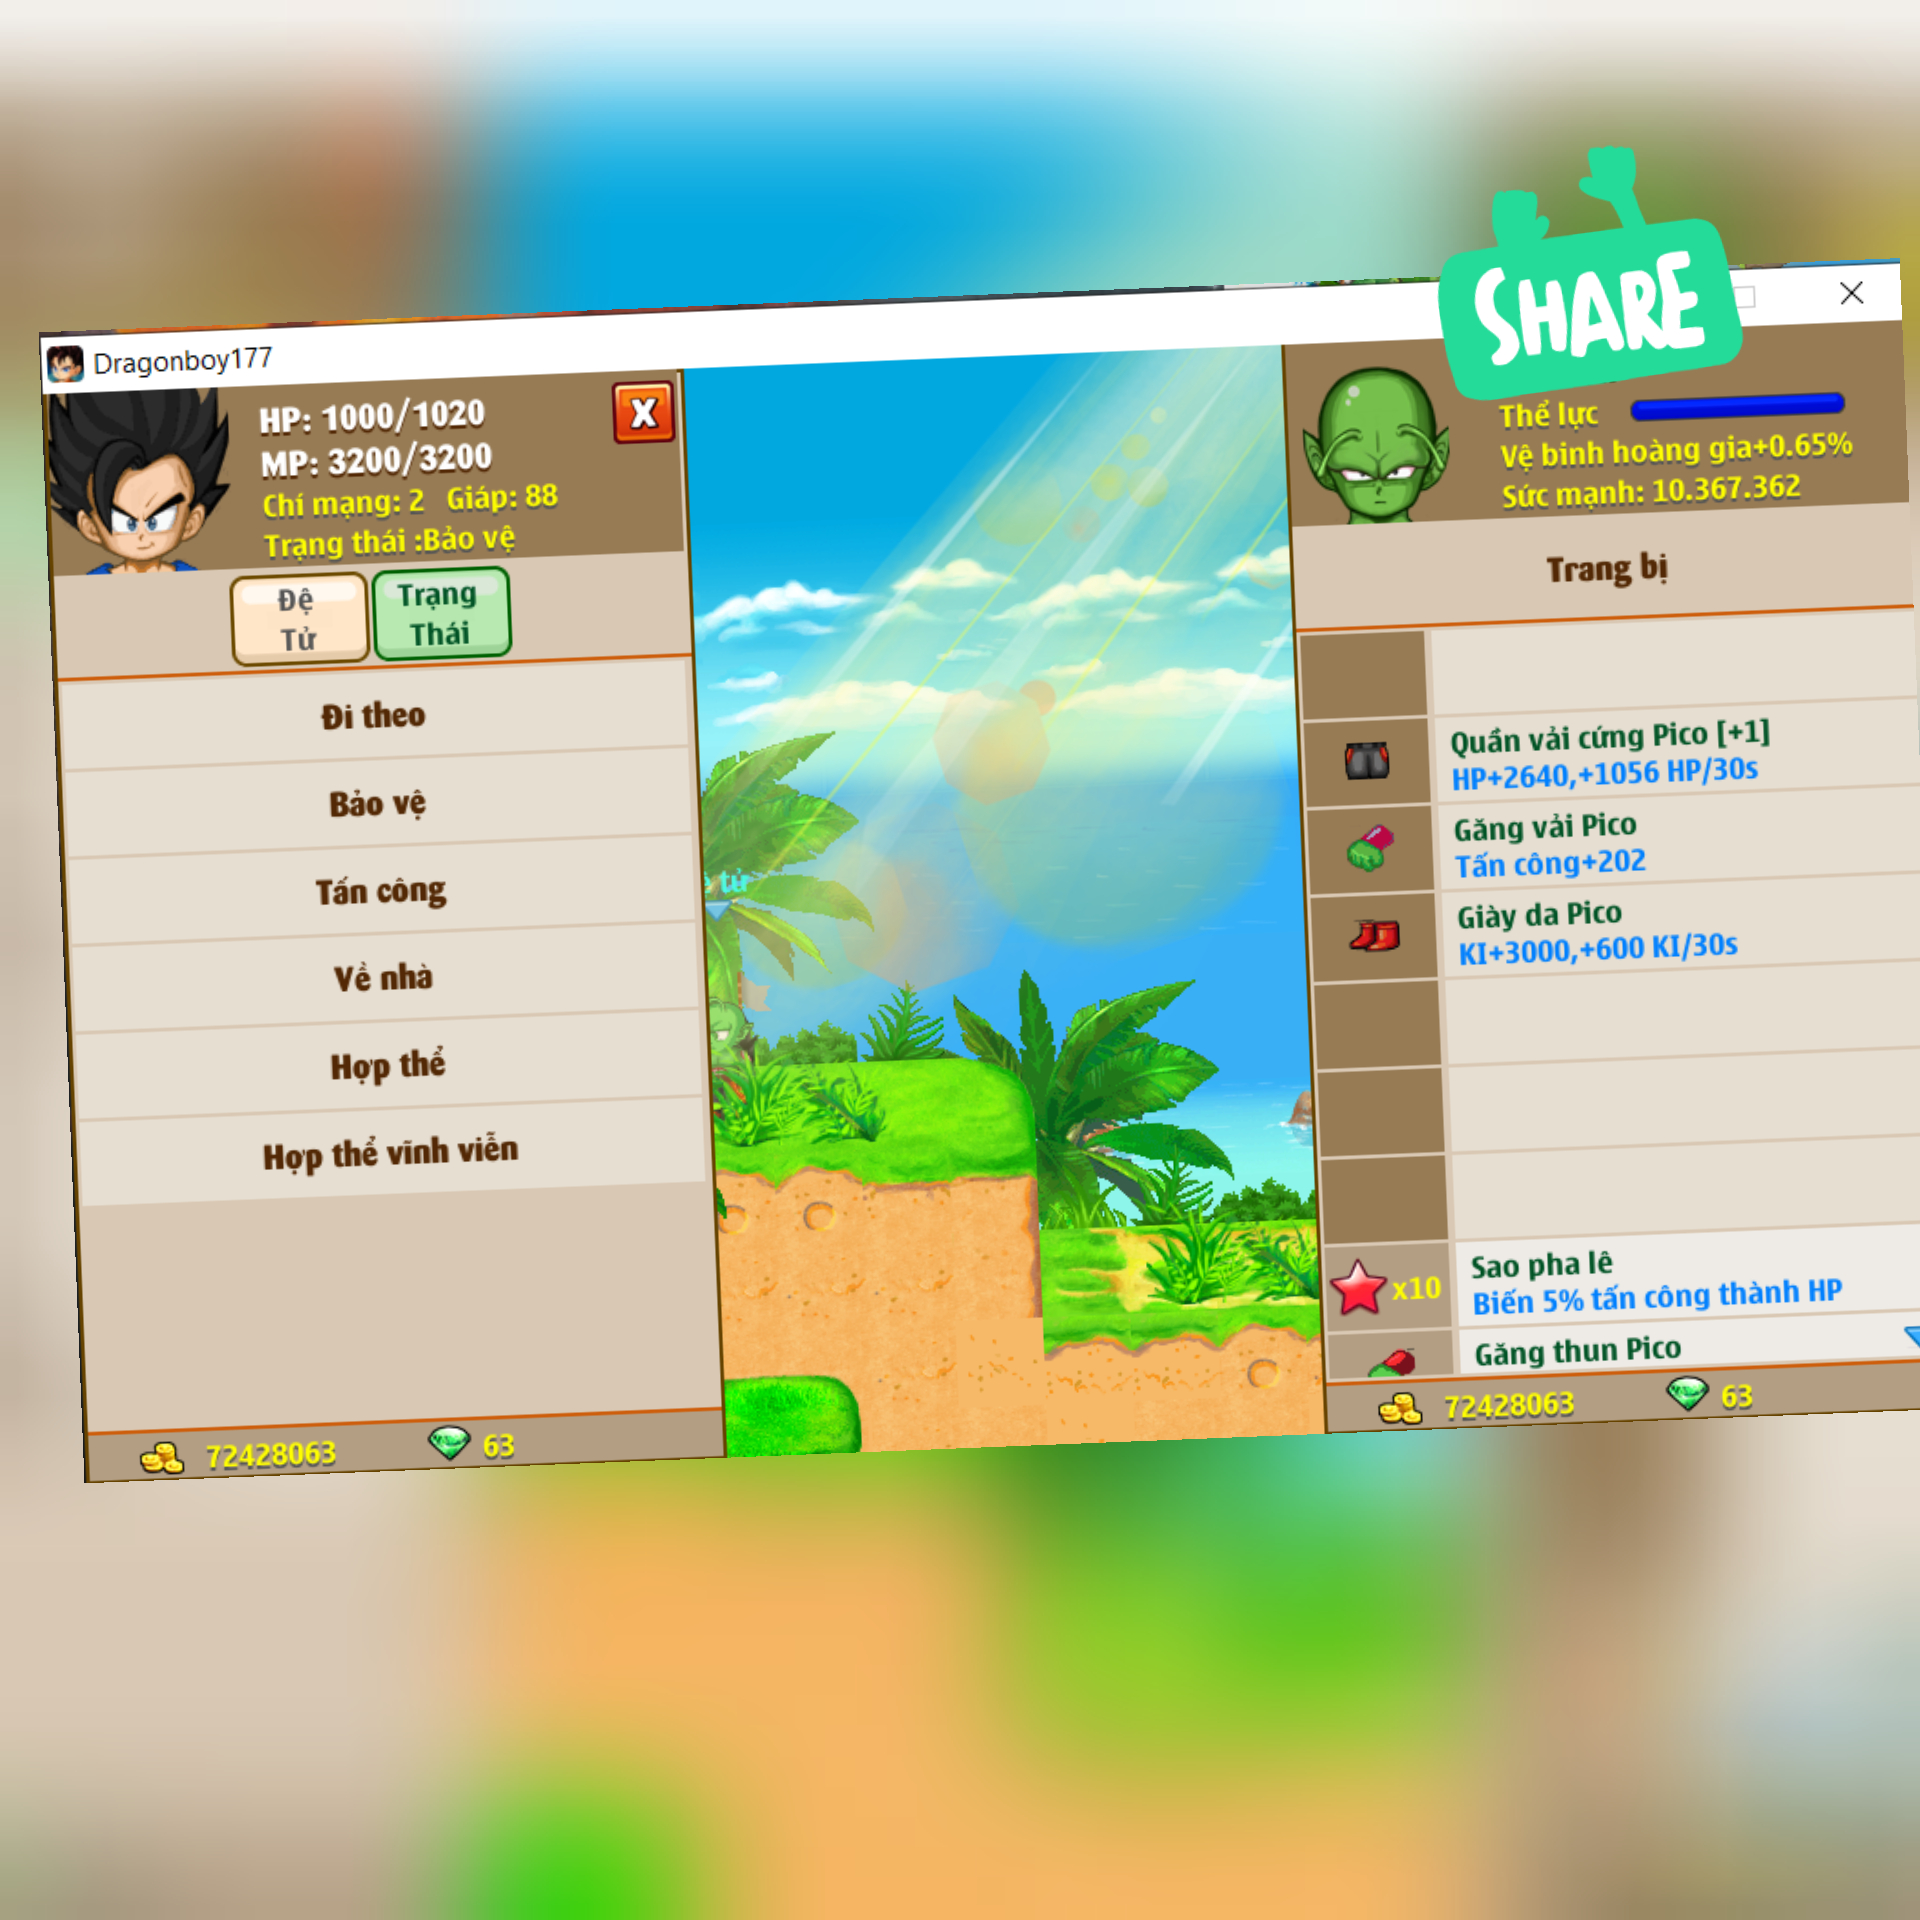 SHARE
Dragonboy177
X
HP: 1000/1020
MP: 3200/3200
Chí mạng: 2 Giáp: 88
Trạng thái :Bảo vệ
Đệ
Tử
Trạng
Thái
Đi theo
Bảo vệ
Tấn công
Về nhà
Hợp thể
Hợp thể vĩnh viễn
72428063
63
tử
Thể lực
Vệ binh hoàng gia+0.65%
Sức mạnh: 10.367.362
Trang bị
Quần vải cứng Pico [+1]
HP+2640,+1056 HP/30s
Găng vải Pico
Tấn công+202
Giày da Pico
KI+3000,+600 KI/30s
x10
Sao pha lê
Biến 5% tấn công thành HP
Găng thun Pico
72428063
63